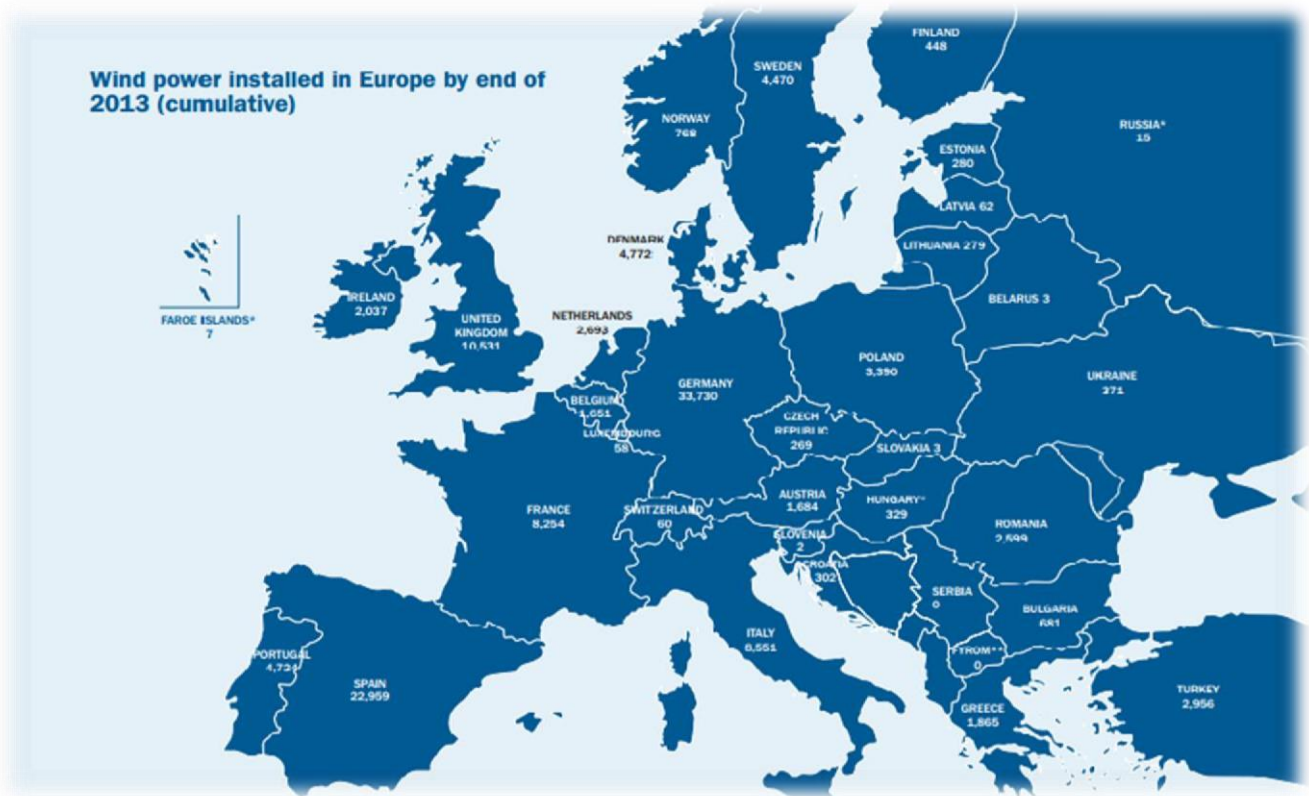 Wind power installed in Europe by end of
2013 (cumulative)
FINLAND
448
SWEDEN
4,470
NORWAY
768
RUSSIA*
15
ESTONIA
280
LATVIA 62
DENMARK
4,772
LITHUANIA 279
BELARUS 3
IRELAND
2,037
FAROE ISLANDS*
7
UNITED
KINGDOM
10,531
NETHERLANDS
2,693
POLAND
3,390
GERMANY
33,730
UKRAINE
371
BELGIUM
1,651
LUXEMBOURG
58
CZECH
REPUBLIC
269
SLOVAKIA 3
FRANCE
8,254
SWITZERLAND
60
AUSTRIA
1,684
HUNGARY*
329
ROMANIA
2,599
SLOVENIA
2
CROATIA
302
SERBIA
0
BULGARIA
681
ITALY
8,551
FYROM**
0
PORTUGAL
4,724
SPAIN
22,959
GREECE
1,865
TURKEY
2,956